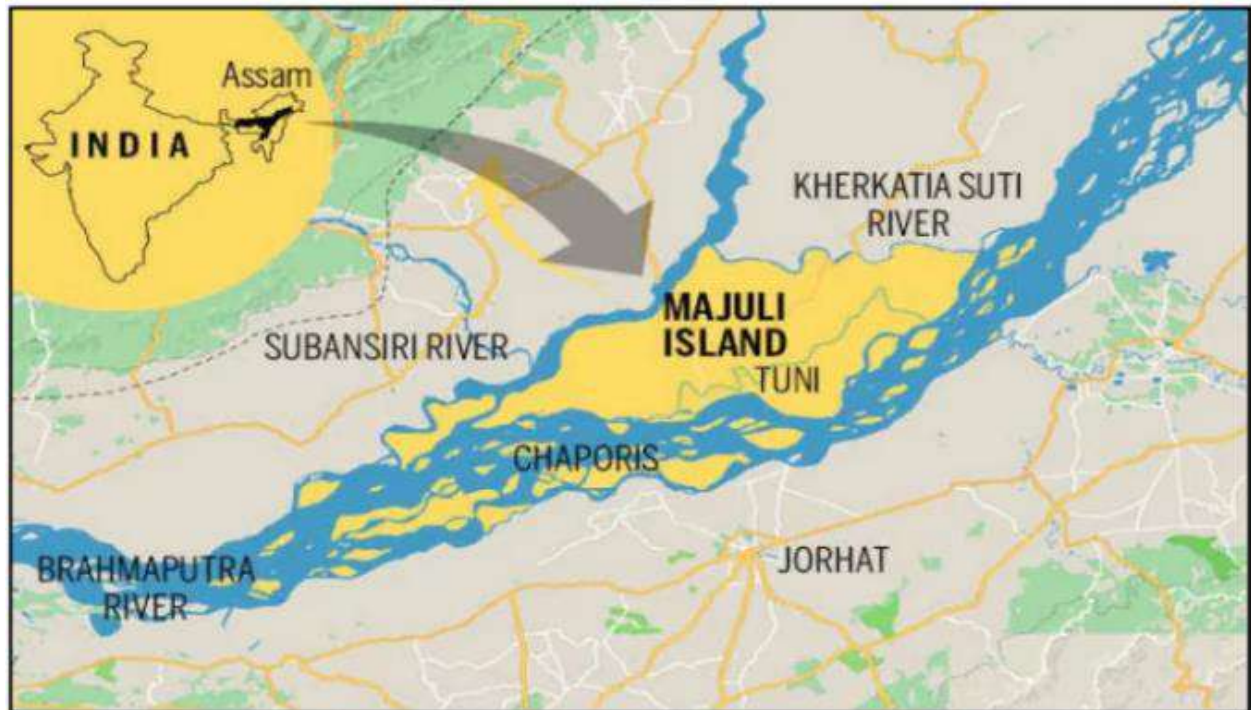 Assam
INDIA
KHERKATIA SUTI
RIVER
MAJULI
ISLAND
SUBANSIRI RIVER
TUNI
CHAPORIS
BRAHMAPUTRA
RIVER
JORHAT